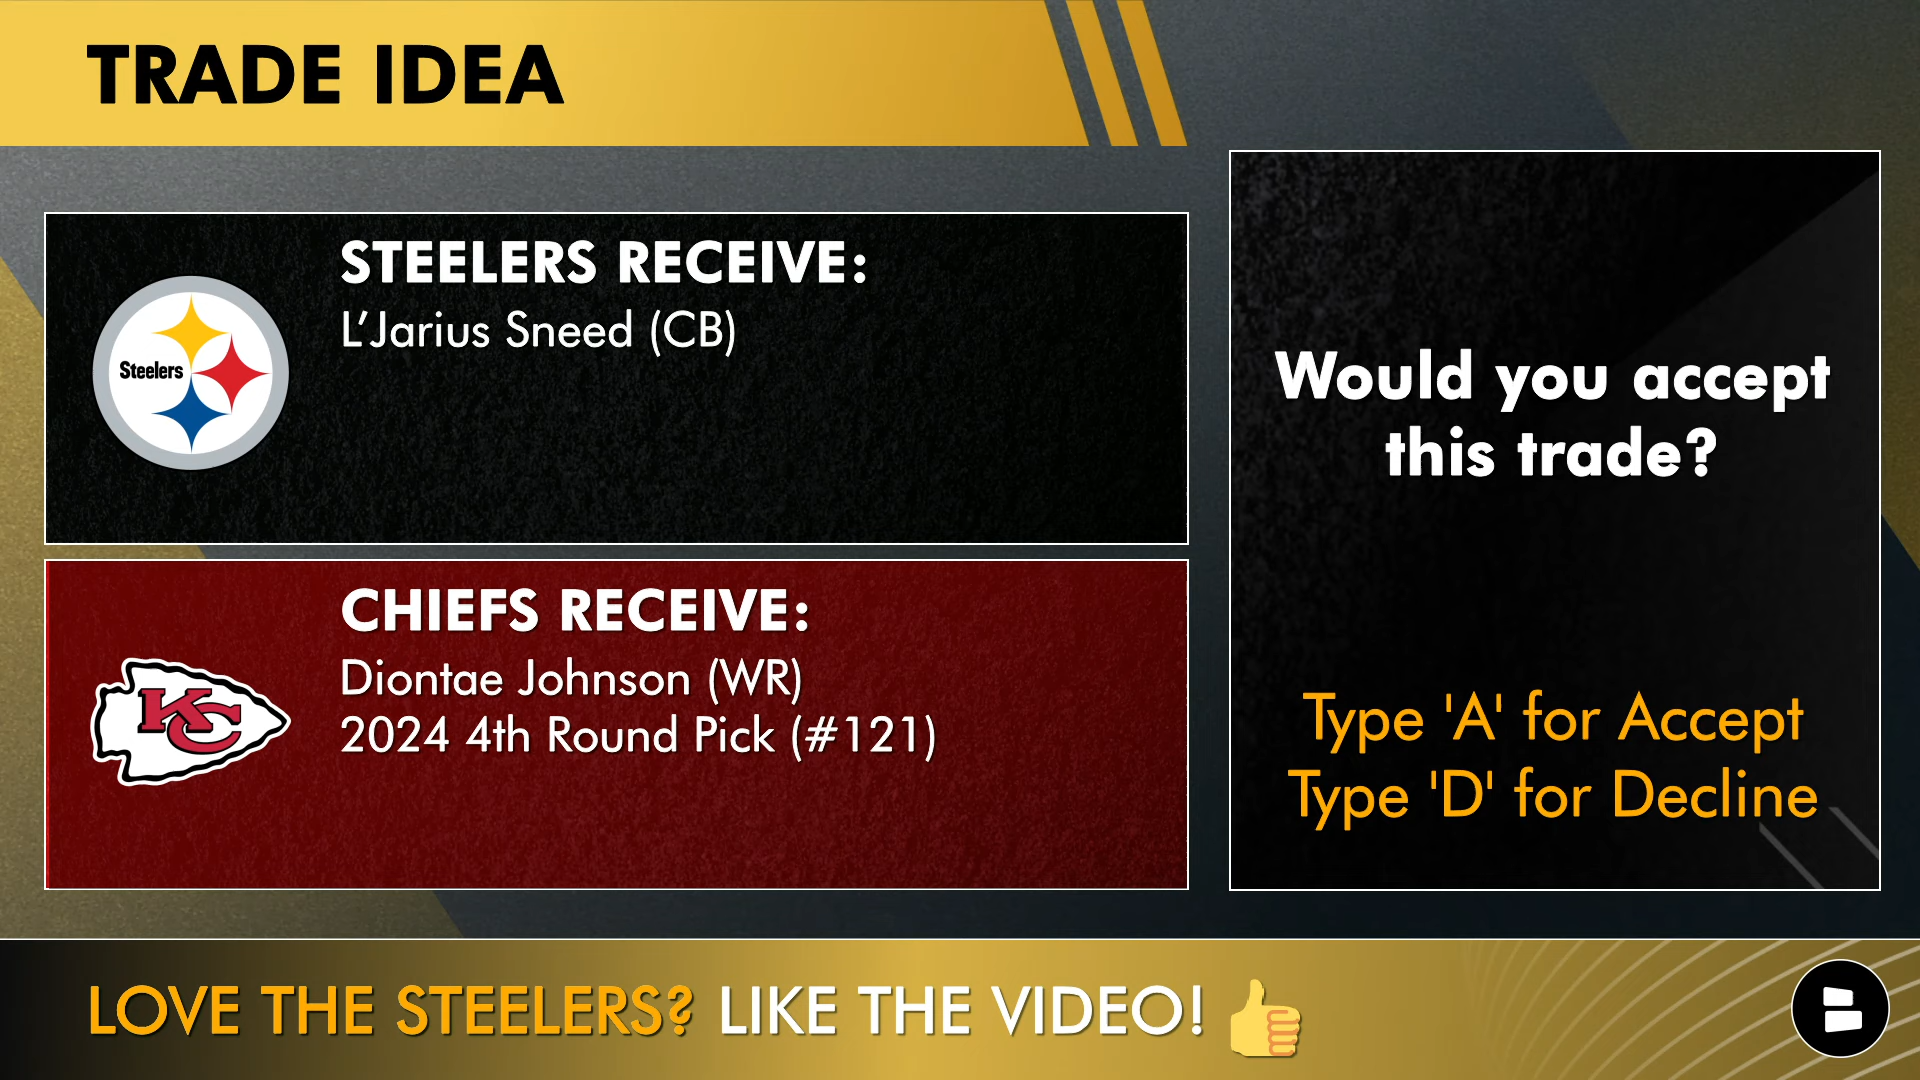 TRADE IDEA
STEELERS RECEIVE:
L’Jarius Sneed (CB)
Steelers
CHIEFS RECEIVE:
Diontae Johnson (WR)
2024 4th Round Pick (#121)
KC
Would you accept
this trade?
Type 'A' for Accept
Type 'D' for Decline
LOVE THE STEELERS? LIKE THE VIDEO!